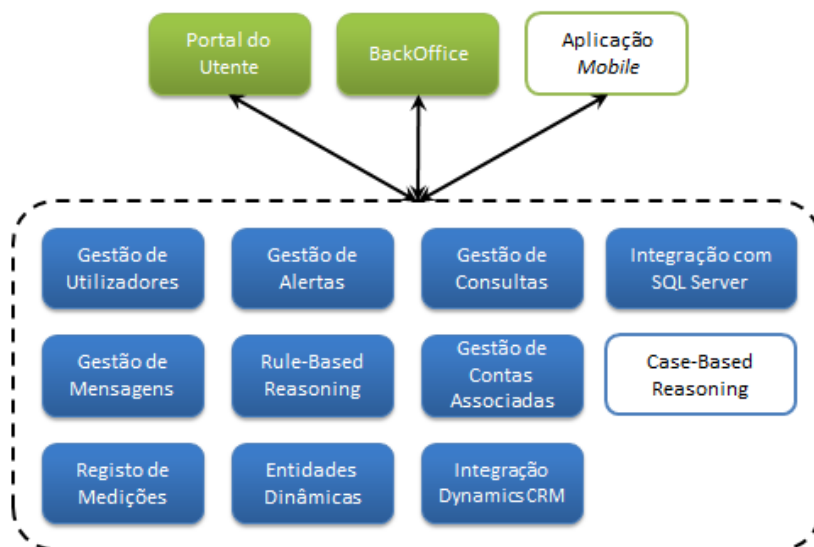 Portal do
Utente
BackOffice
Aplicação
Mobile
Gestão de
Utilizadores
Gestão de
Alertas
Gestão de
Consultas
Integração com
SQL Server
Gestão de
Mensagens
Rule-Based
Reasoning
Gestão de
Contas
Associadas
Case-Based
Reasoning
Registo de
Medições
Entidades
Dinâmicas
Integração
Dynamics CRM